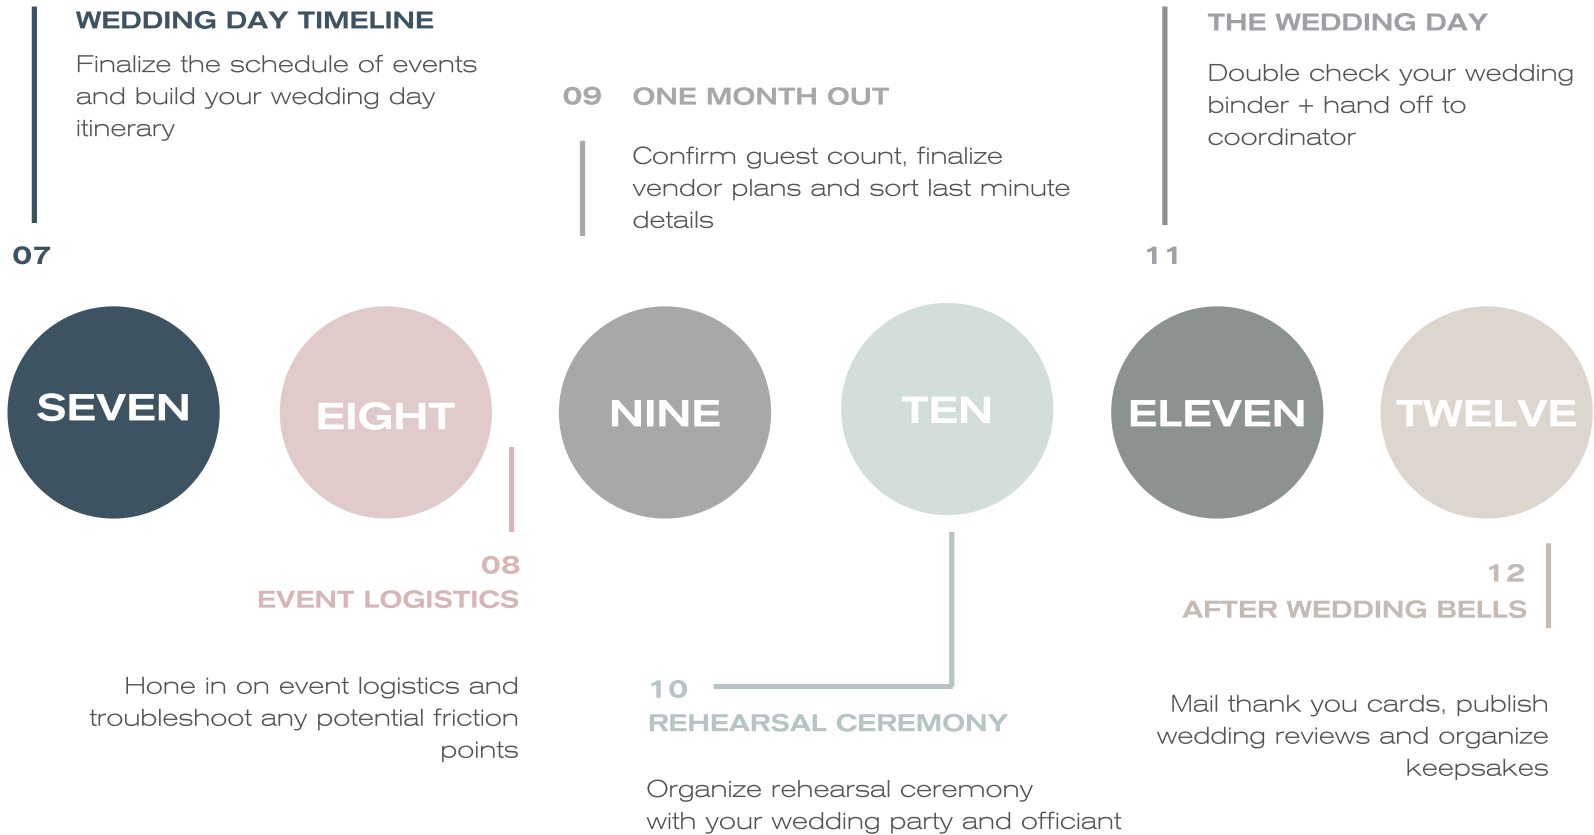 WEDDING DAY TIMELINE
Finalize the schedule of events
and build your wedding day
itinerary
07
09 ONE MONTH OUT
Confirm guest count, finalize
vendor plans and sort last minute
details
THE WEDDING DAY
Double check your wedding
binder + hand off to
coordinator
11
SEVEN
EIGHT
NINE
TEN
ELEVEN
TWELVE
08
EVENT LOGISTICS
Hone in on event logistics and
troubleshoot any potential friction
points
10
REHEARSAL CEREMONY
Organize rehearsal ceremony
with your wedding party and officiant
12
AFTER WEDDING BELLS
Mail thank you cards, publish
wedding reviews and organize
keepsakes